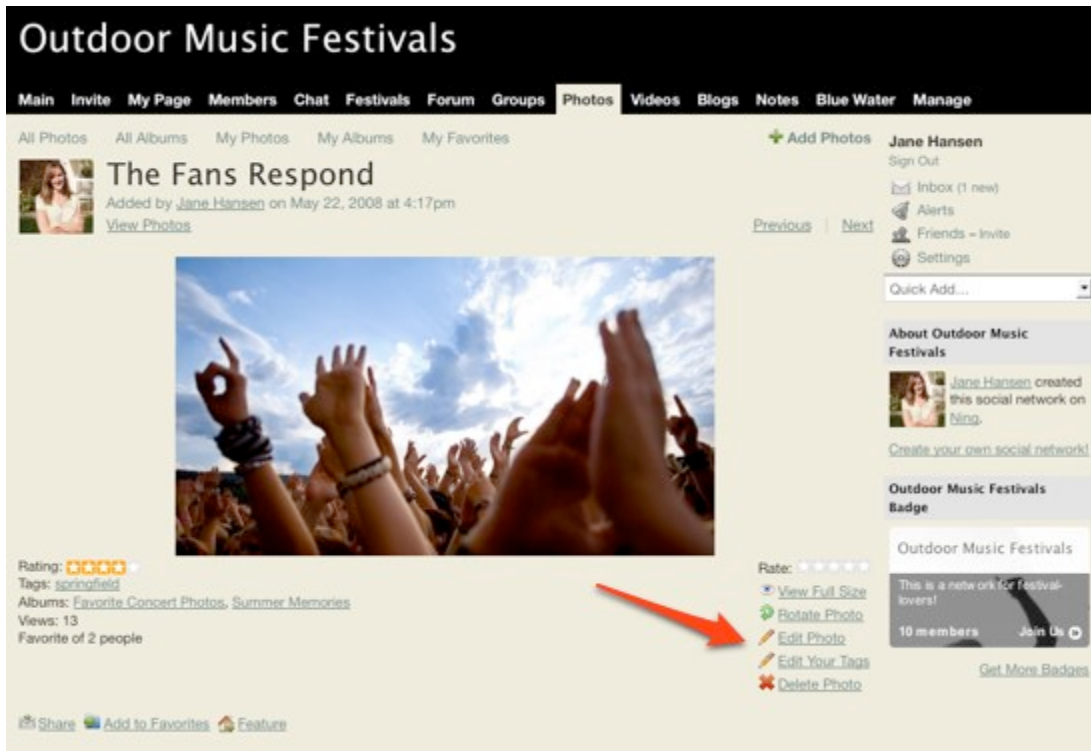 Outdoor Music Festivals
Main Invite My Page Members Chat Festivals Forum Groups Photos Videos Blogs Notes Blue Water Manage
All Photos All Albums My Photos My Albums My Favorites
Add Photos
The Fans Respond
Added by Jane Hansen on May 22, 2008 at 4:17pm
View Photos
Previous | Next
Rating:
Tags: springfield
Albums: Favorite Concert Photos, Summer Memories
Views: 13
Favorite of 2 people
Rate:
View Full Size
Rotate Photo
Edit Photo
Edit Your Tags
Delete Photo
Share Add to Favorites Feature
Jane Hansen
Sign Out
Inbox (1 new)
Alerts
Friends - Invite
Settings
Quick Add...
About Outdoor Music
Festivals
Jane Hansen created
this social network on
Ning.
Create your own social network!
Outdoor Music Festivals
Badge
Outdoor Music Festivals
This is a network for festival-
lovers!
10 members Join Us
Get More Badges